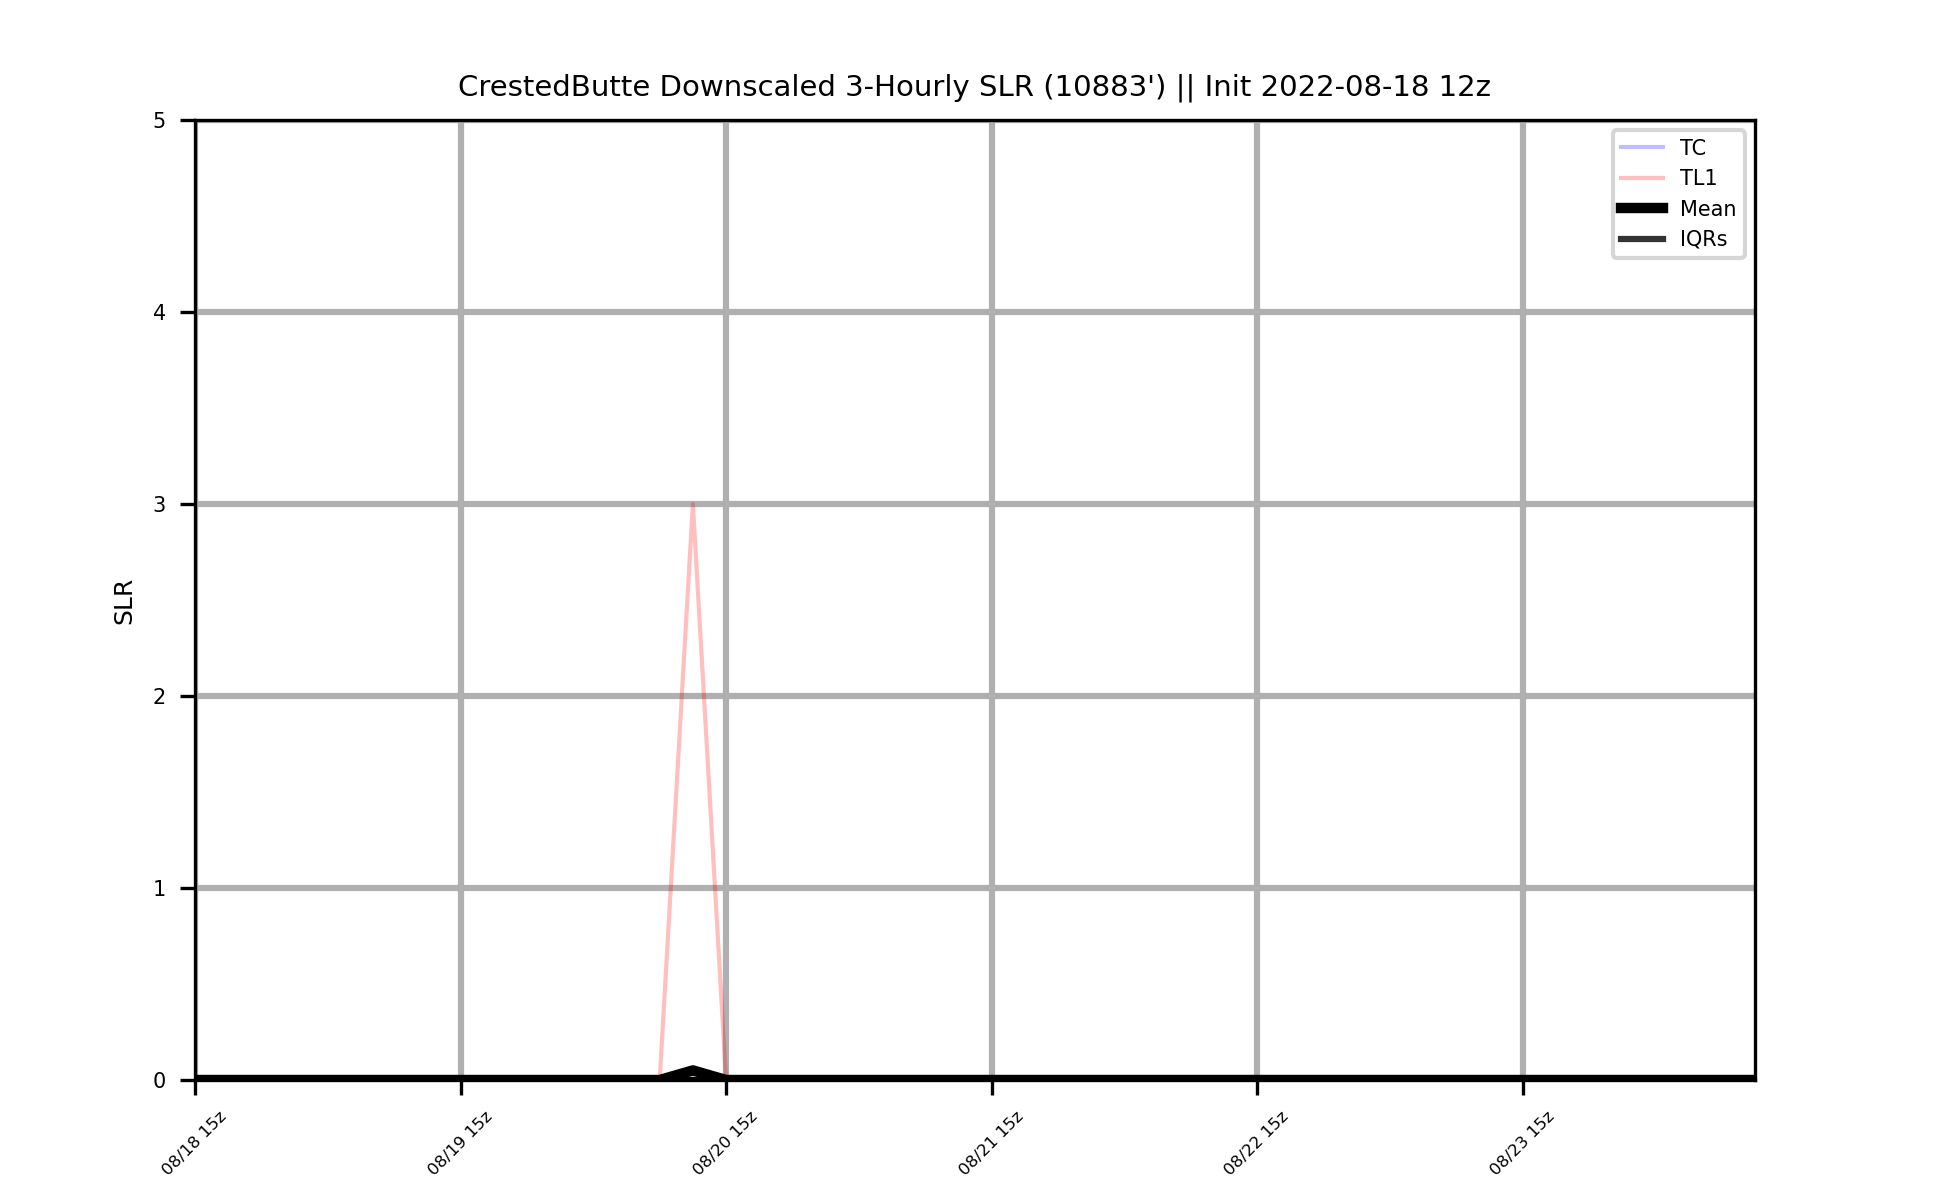 CrestedButte Downscaled 3-Hourly SLR (10883') || Init 2022-08-18 12z
5
4
3
2
1
0
SLR
TC
TL1
Mean
IQRs
08/18 15z
08/19 15z
08/20 15z
08/21 15z
08/22 15z
08/23 15z